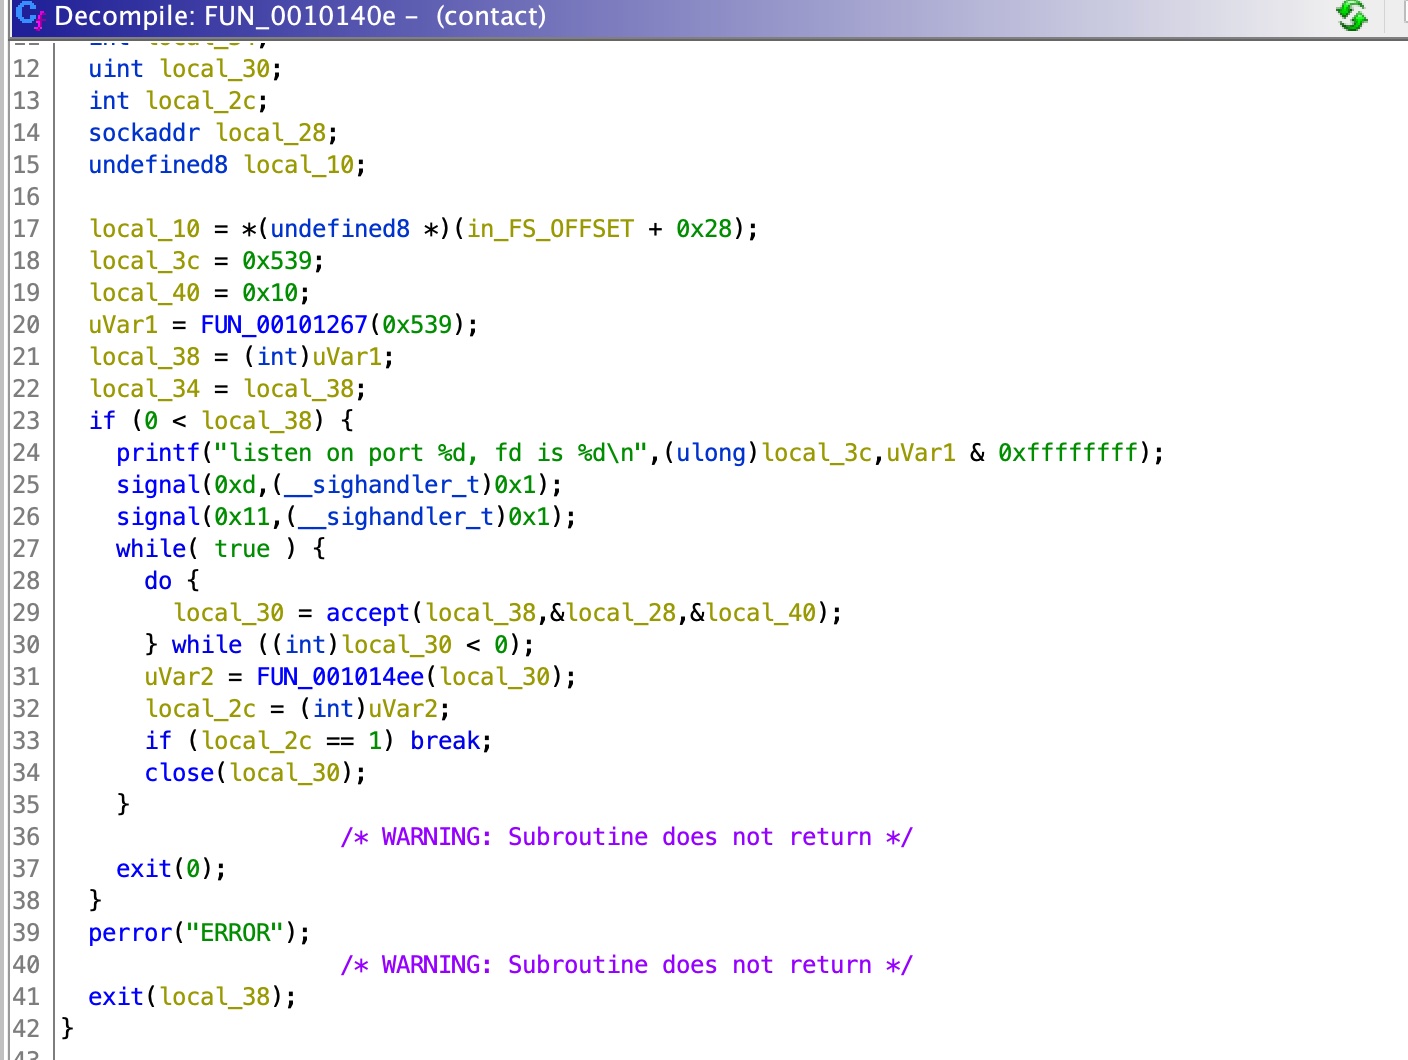 Decompile: FUN_0010140e – (contact)
12 uint local_30;
13 int local_2c;
14 sockaddr local_28;
15 undefined8 local_10;
16
17 local_10 = *(undefined8 *)(in_FS_OFFSET + 0x28);
18 local_3c = 0x539;
19 local_40 = 0x10;
20 uVar1 = FUN_00101267(0x539);
21 local_38 = (int)uVar1;
22 local_34 = local_38;
23 if (0 < local_38) {
24 printf("listen on port %d, fd is %d\n",(ulong)local_3c,uVar1 & 0xffffffff);
25 signal(0xd,(__sighandler_t)0x1);
26 signal(0x11,(__sighandler_t)0x1);
27 while( true ) {
28 do {
29 local_30 = accept(local_38,&local_28,&local_40);
30 } while ((int)local_30 < 0);
31 uVar2 = FUN_001014ee(local_30);
32 local_2c = (int)uVar2;
33 if (local_2c == 1) break;
34 close(local_30);
35 }
36 /* WARNING: Subroutine does not return */
37 exit(0);
38 }
39 perror("ERROR");
40 /* WARNING: Subroutine does not return */
41 exit(local_38);
42 }